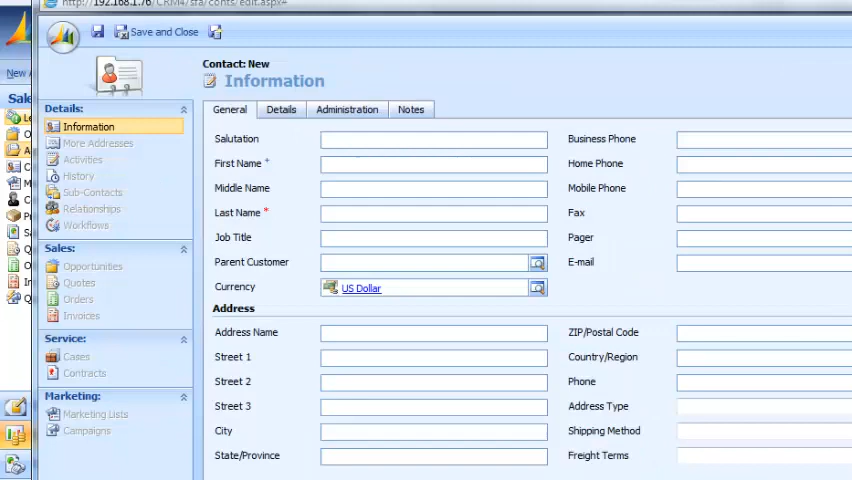 http://192.168.1.76/CRM4/sfa/conts/edit.aspx#
Save and Close
New
Contact: New
Information
Details:
Information
More Addresses
Activities
History
Sub-Contacts
Relationships
Workflows
Sales:
Opportunities
Quotes
Orders
Invoices
Service:
Cases
Contracts
Marketing:
Marketing Lists
Campaigns
General
Details
Administration
Notes
Salutation
Business Phone
First Name *
Home Phone
Middle Name
Mobile Phone
Last Name *
Fax
Job Title
Pager
Parent Customer
E-mail
Currency
US Dollar
Address
Address Name
ZIP/Postal Code
Street 1
Country/Region
Street 2
Phone
Street 3
Address Type
City
Shipping Method
State/Province
Freight Terms